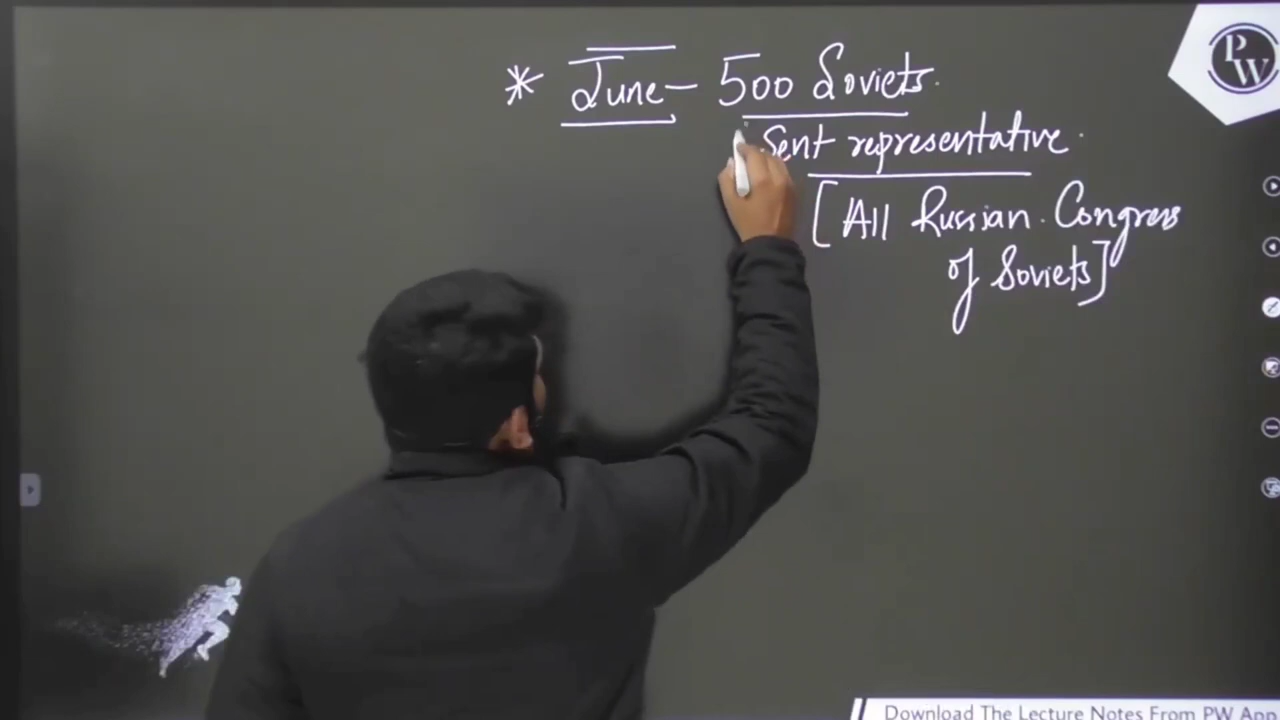 * June - 500 Soviets.
Sent representative.
[All Russian Congress
of Soviets]
PW
Download The Lecture Notes From PW App